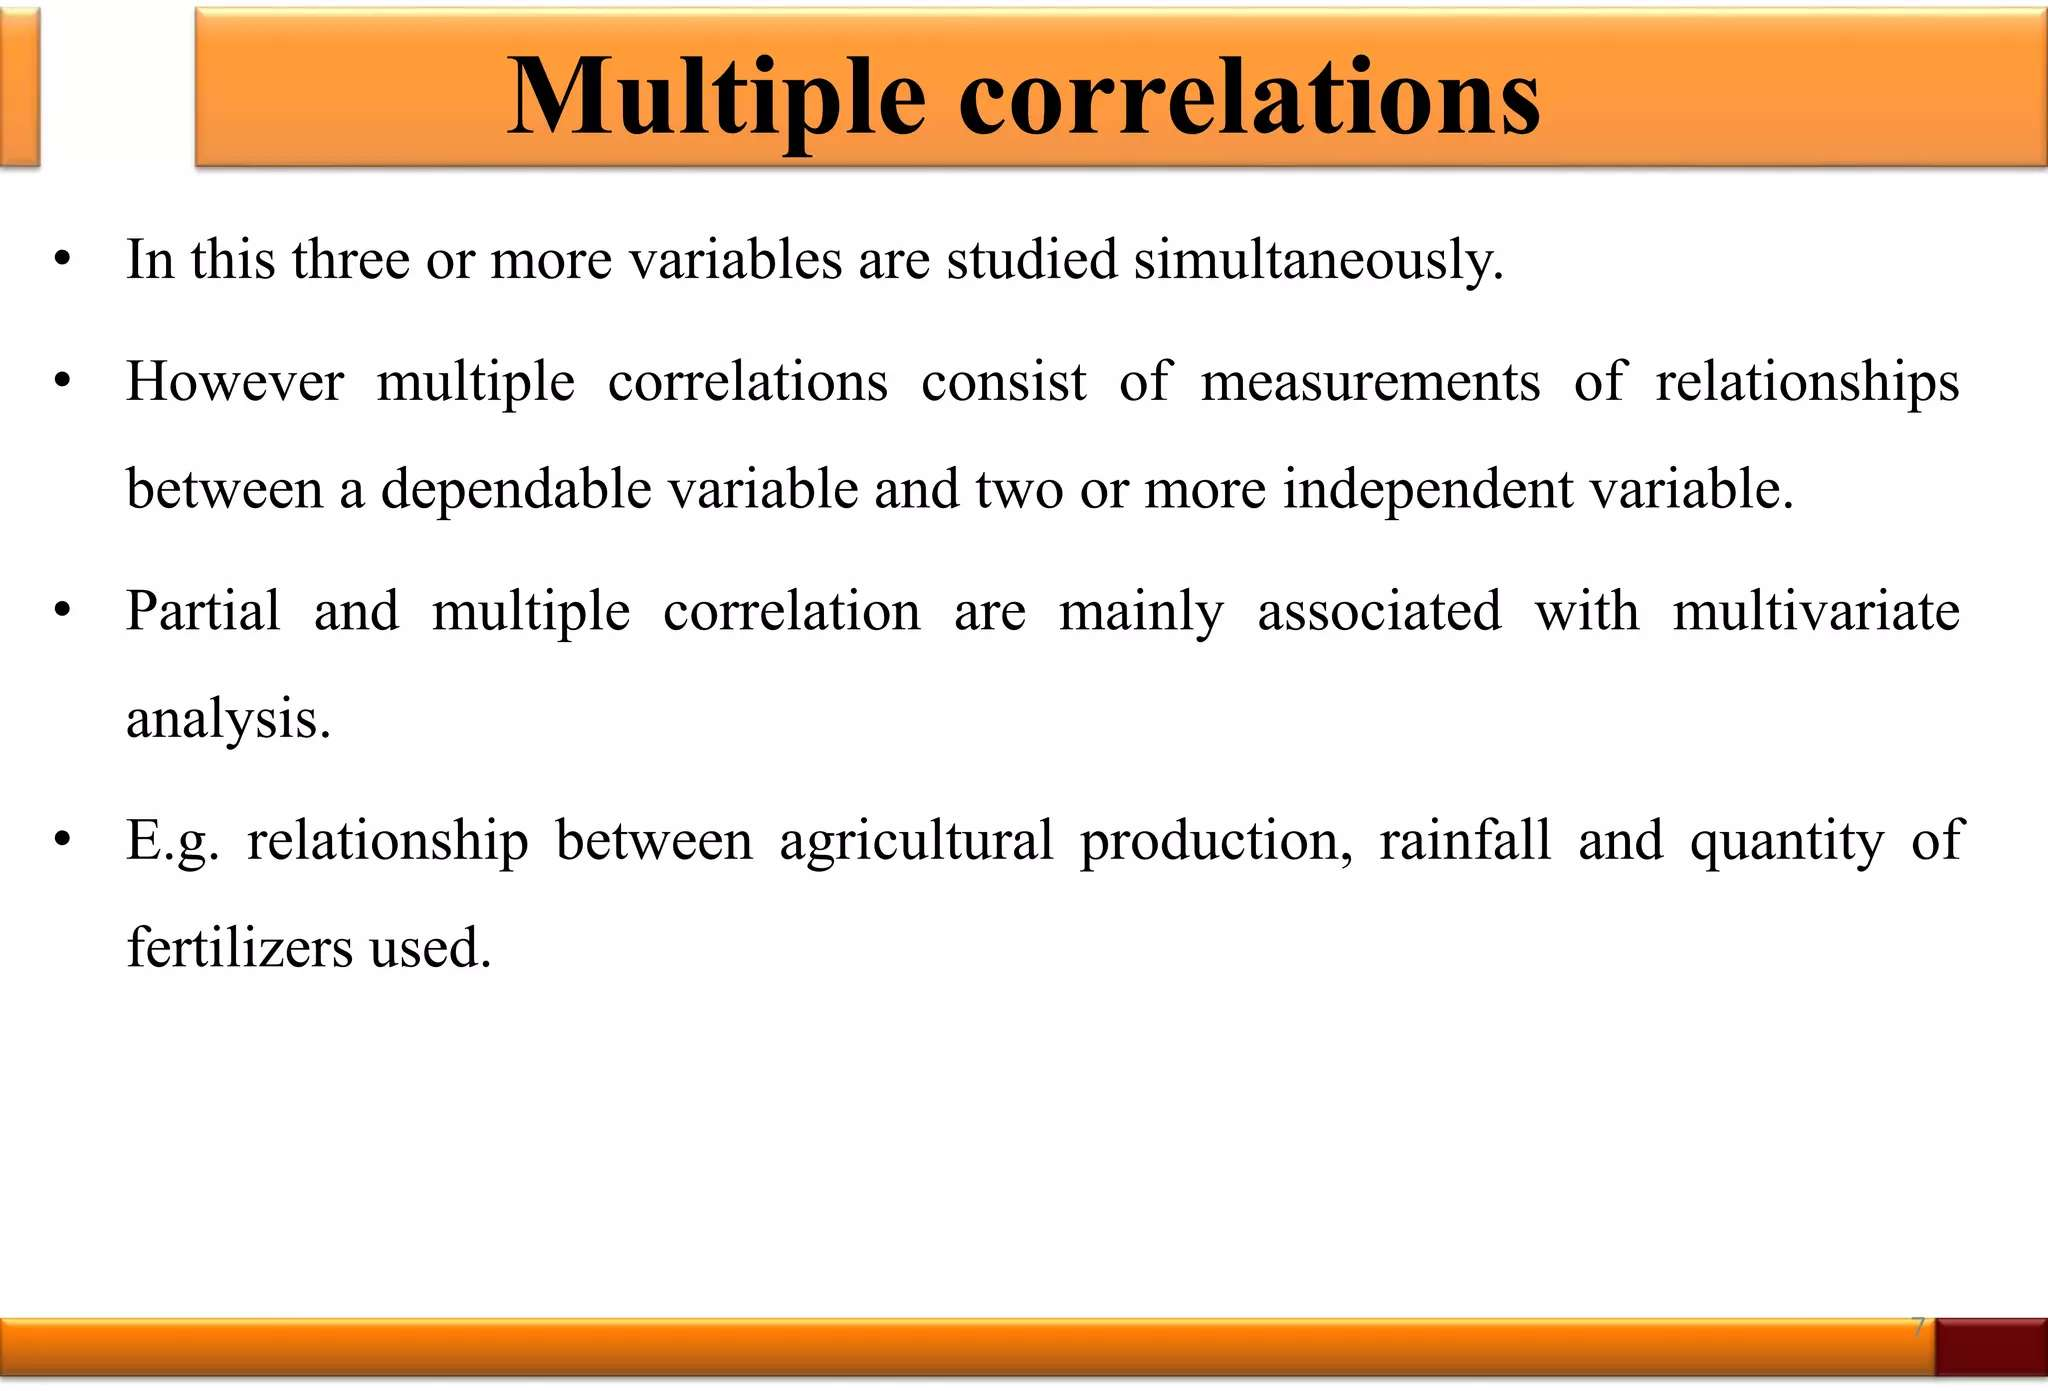 Multiple correlations
• In this three or more variables are studied simultaneously.
• However multiple correlations consist of measurements of relationships
between a dependable variable and two or more independent variable.
• Partial and multiple correlation are mainly associated with multivariate
analysis.
• E.g. relationship between agricultural production, rainfall and quantity of
fertilizers used.
7